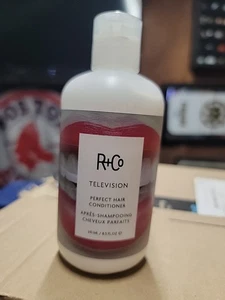 R+Co
TELEVISION
PERFECT HAIR
CONDITIONER
APRÈS-SHAMPOOING
CHEVEUX PARFAITS